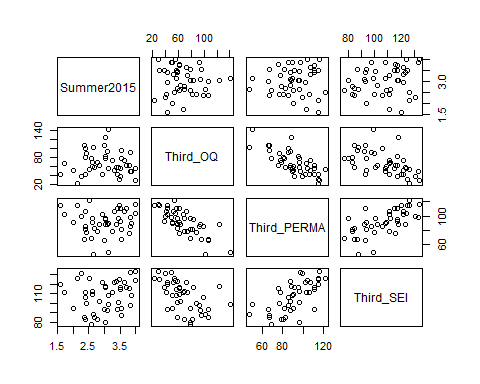 20 60 100
80 100 120
Summer2015
1.5 3.0
20 80 140
Third_OQ
Third_PERMA
60 100
80 110
Third_SEI
1.5 2.5 3.5
60 80 120